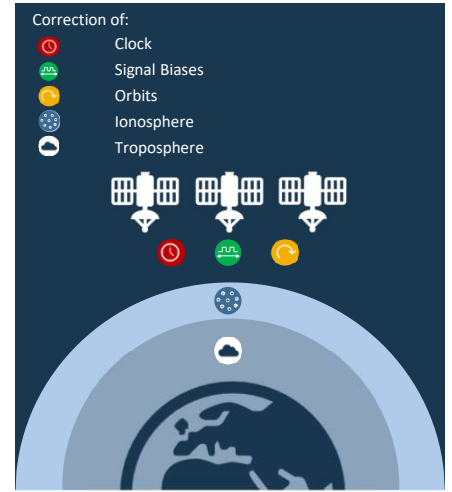 Correction of:
Clock
Signal Biases
Orbits
Ionosphere
Troposphere